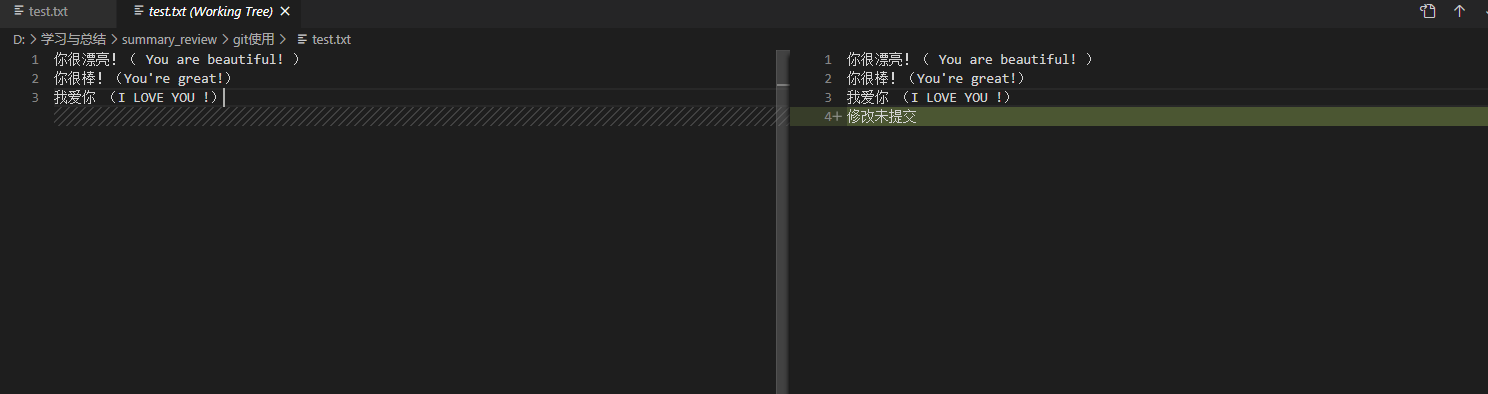 test.txt
test.txt (Working Tree)
D: > 学习与总结 > summary_review > git使用 > test.txt
1 你很漂亮!（ You are beautiful! ）
2 你很棒!（You're great!）
3 我爱你 （I LOVE YOU !）
1 你很漂亮!（ You are beautiful! ）
2 你很棒!（You're great!）
3 我爱你 （I LOVE YOU !）
4+ 修改未提交